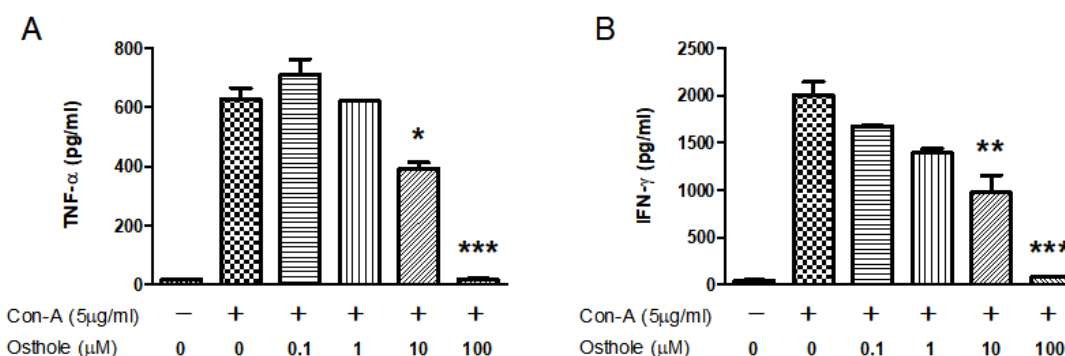 A
TNF-α (pg/ml)
800
600
400
200
0
*
***
Con-A (5μg/ml) − + + + + +
Osthole (μM) 0 0 0.1 1 10 100
B
IFN-γ (pg/ml)
2500
2000
1500
1000
500
0
**
***
Con-A (5μg/ml) − + + + + +
Osthole (μM) 0 0 0.1 1 10 100